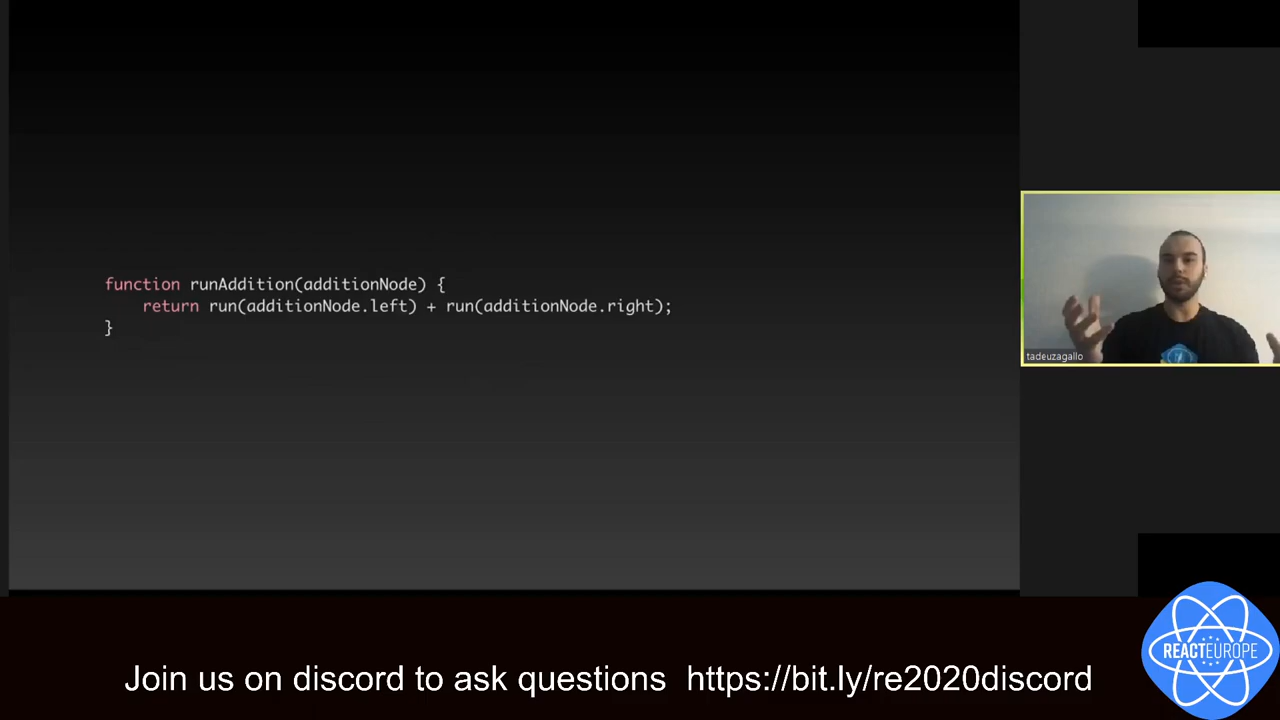 function runAddition(additionNode) {
return run(additionNode.left) + run(additionNode.right);
}
tadeuzagallo
REACTEUROPE
Join us on discord to ask questions https://bit.ly/re2020discord